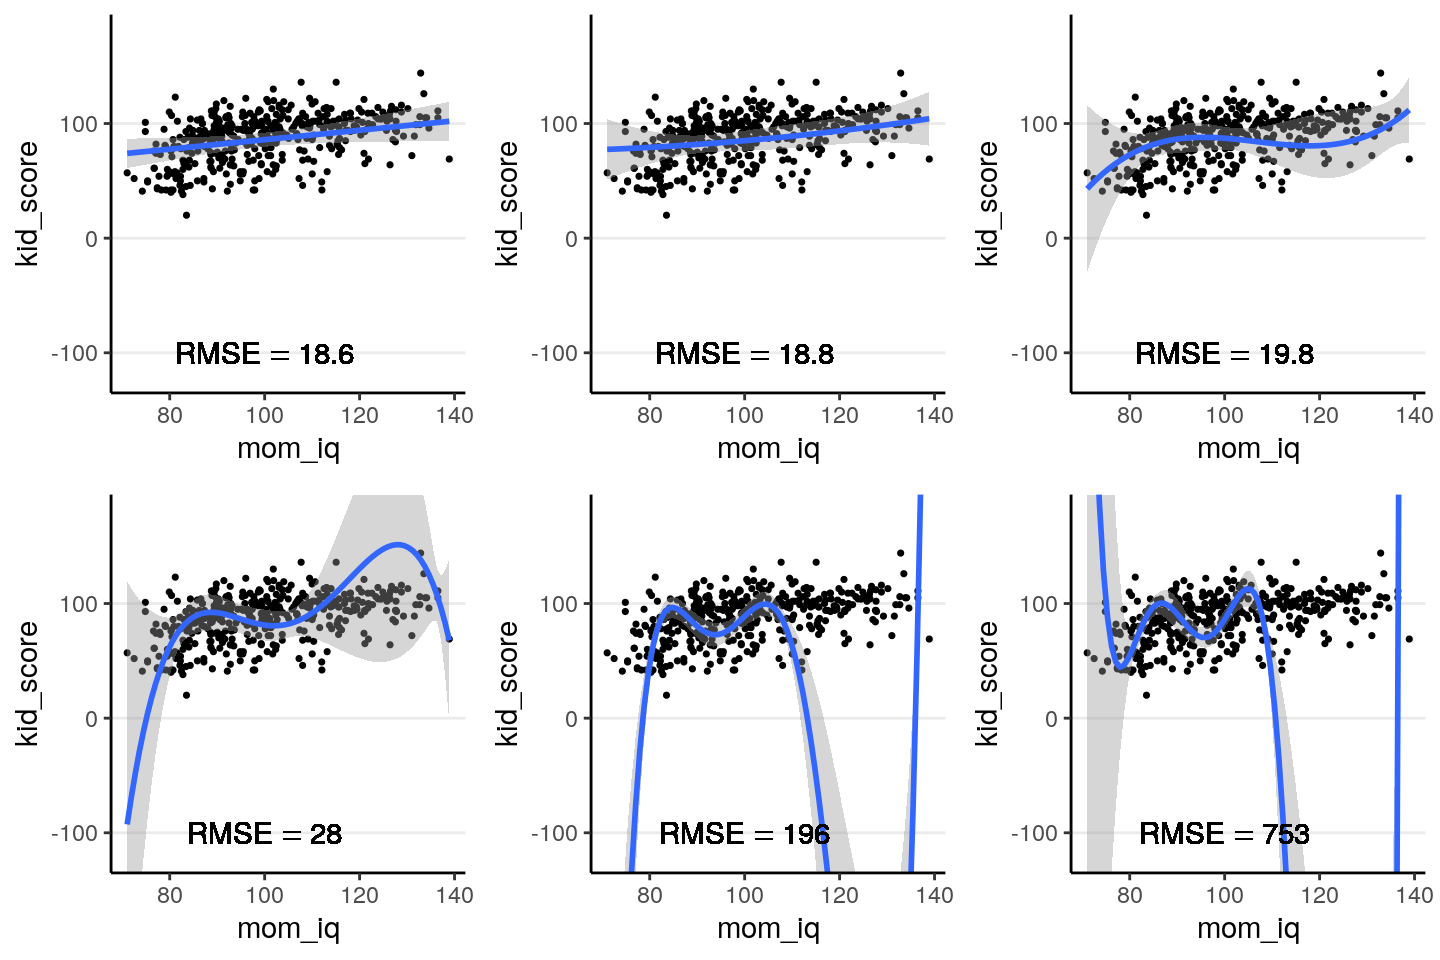 kid_score
100
0
-100
RMSE = 18.6
80 100 120 140
mom_iq
kid_score
100
0
-100
RMSE = 18.8
80 100 120 140
mom_iq
kid_score
100
0
-100
RMSE = 19.8
80 100 120 140
mom_iq
kid_score
100
0
-100
RMSE = 28
80 100 120 140
mom_iq
kid_score
100
0
-100
RMSE = 196
80 100 120 140
mom_iq
kid_score
100
0
-100
RMSE = 753
80 100 120 140
mom_iq